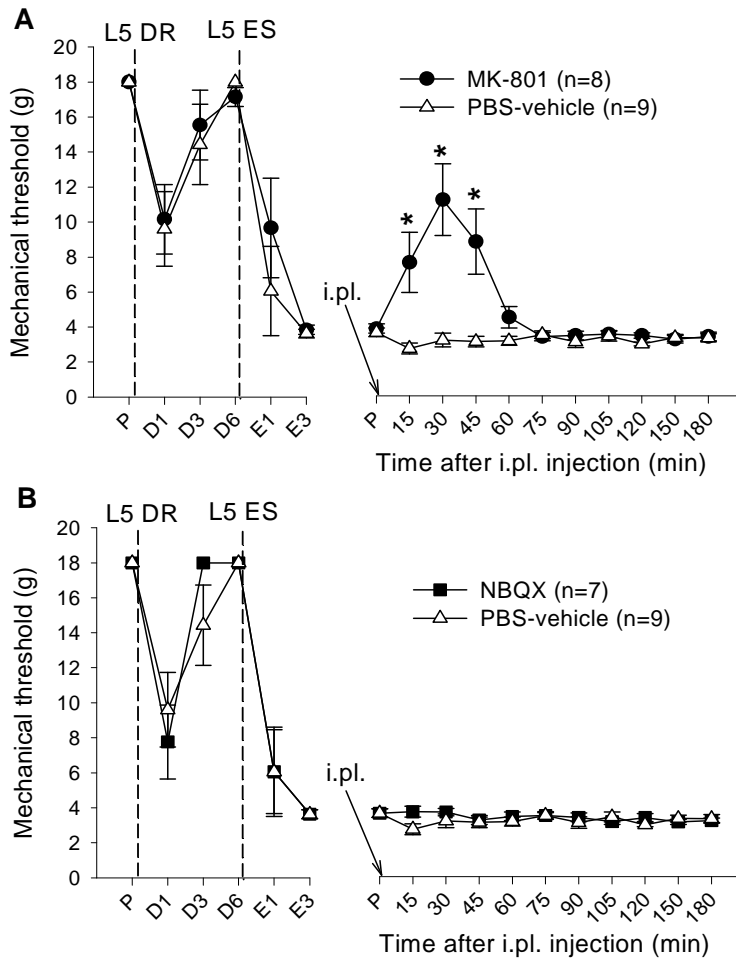 A
L5 DR
L5 ES
Mechanical threshold (g)
20
18
16
14
12
10
8
6
4
2
0
MK-801 (n=8)
PBS-vehicle (n=9)
*
*
*
i.pl.
P
D1
D3
D6
E1
E3
P
15
30
45
60
75
90
105
120
150
180
Time after i.pl. injection (min)
B
L5 DR
L5 ES
Mechanical threshold (g)
20
18
16
14
12
10
8
6
4
2
0
NBQX (n=7)
PBS-vehicle (n=9)
i.pl.
P
D1
D3
D6
E1
E3
P
15
30
45
60
75
90
105
120
150
180
Time after i.pl. injection (min)